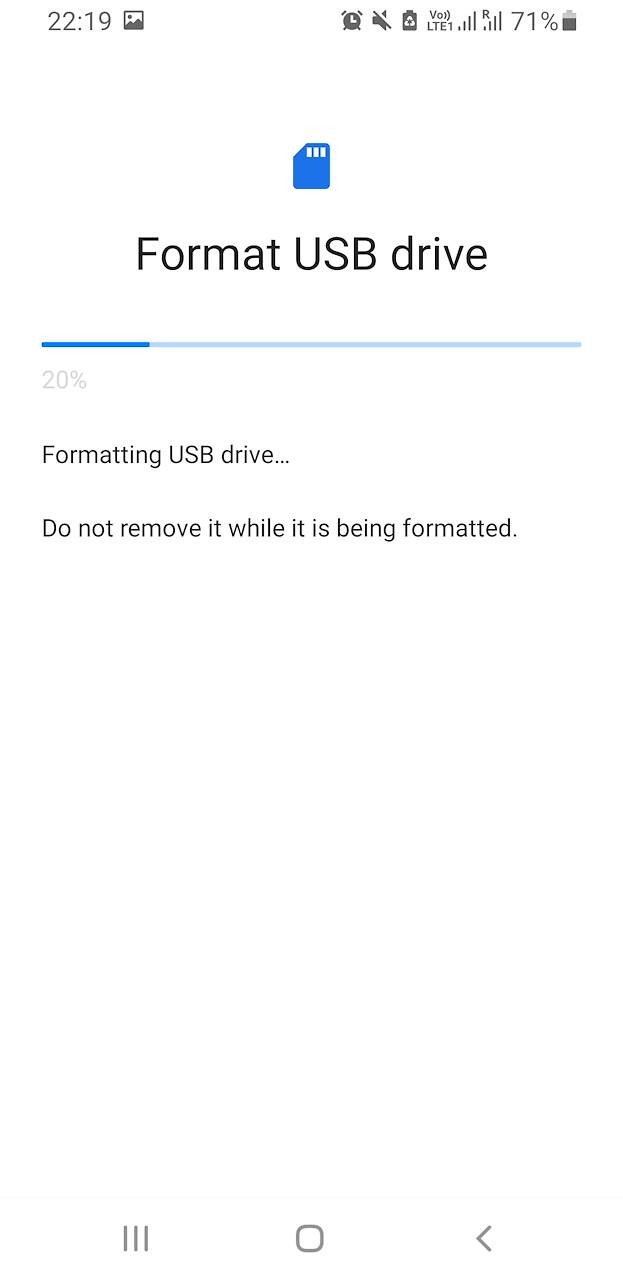 22:19
Vo)) LTE1 R 71%
Format USB drive
20%
Formatting USB drive...
Do not remove it while it is being formatted.